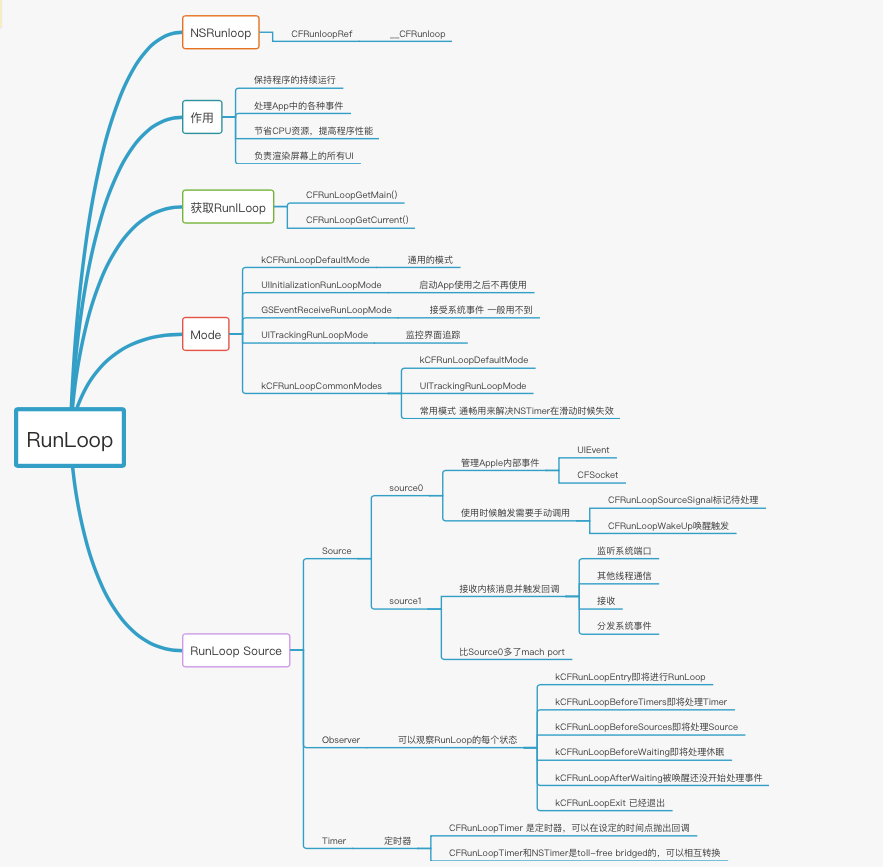 NSRunloop
CFRunloopRef
__CFRunloop
作用
保持程序的持续运行
处理App中的各种事件
节省CPU资源，提高程序性能
负责渲染屏幕上的所有UI
获取RunlLoop
CFRunLoopGetMain()
CFRunLoopGetCurrent()
Mode
kCFRunLoopDefaultMode
通用的模式
UIInitializationRunLoopMode
启动App使用之后不再使用
GSEventReceiveRunLoopMode
接受系统事件 一般用不到
UITrackingRunLoopMode
监控界面追踪
kCFRunLoopCommonModes
kCFRunLoopDefaultMode
UITrackingRunLoopMode
常用模式 通畅用来解决NSTimer在滑动时候失效
RunLoop
RunLoop Source
Source
source0
管理Apple内部事件
UIEvent
CFSocket
使用时候触发需要手动调用
CFRunLoopSourceSignal标记待处理
CFRunLoopWakeUp唤醒触发
source1
接收内核消息并触发回调
监听系统端口
其他线程通信
接收
分发系统事件
比Source0多了mach port
Observer
可以观察RunLoop的每个状态
kCFRunLoopEntry即将进行RunLoop
kCFRunLoopBeforeTimers即将处理Timer
kCFRunLoopBeforeSources即将处理Source
kCFRunLoopBeforeWaiting即将处理休眠
kCFRunLoopAfterWaiting被唤醒还没开始处理事件
kCFRunLoopExit 已经退出
Timer
定时器
CFRunLoopTimer 是定时器，可以在设定的时间点抛出回调
CFRunLoopTimer和NSTimer是toll-free bridged的，可以相互转换